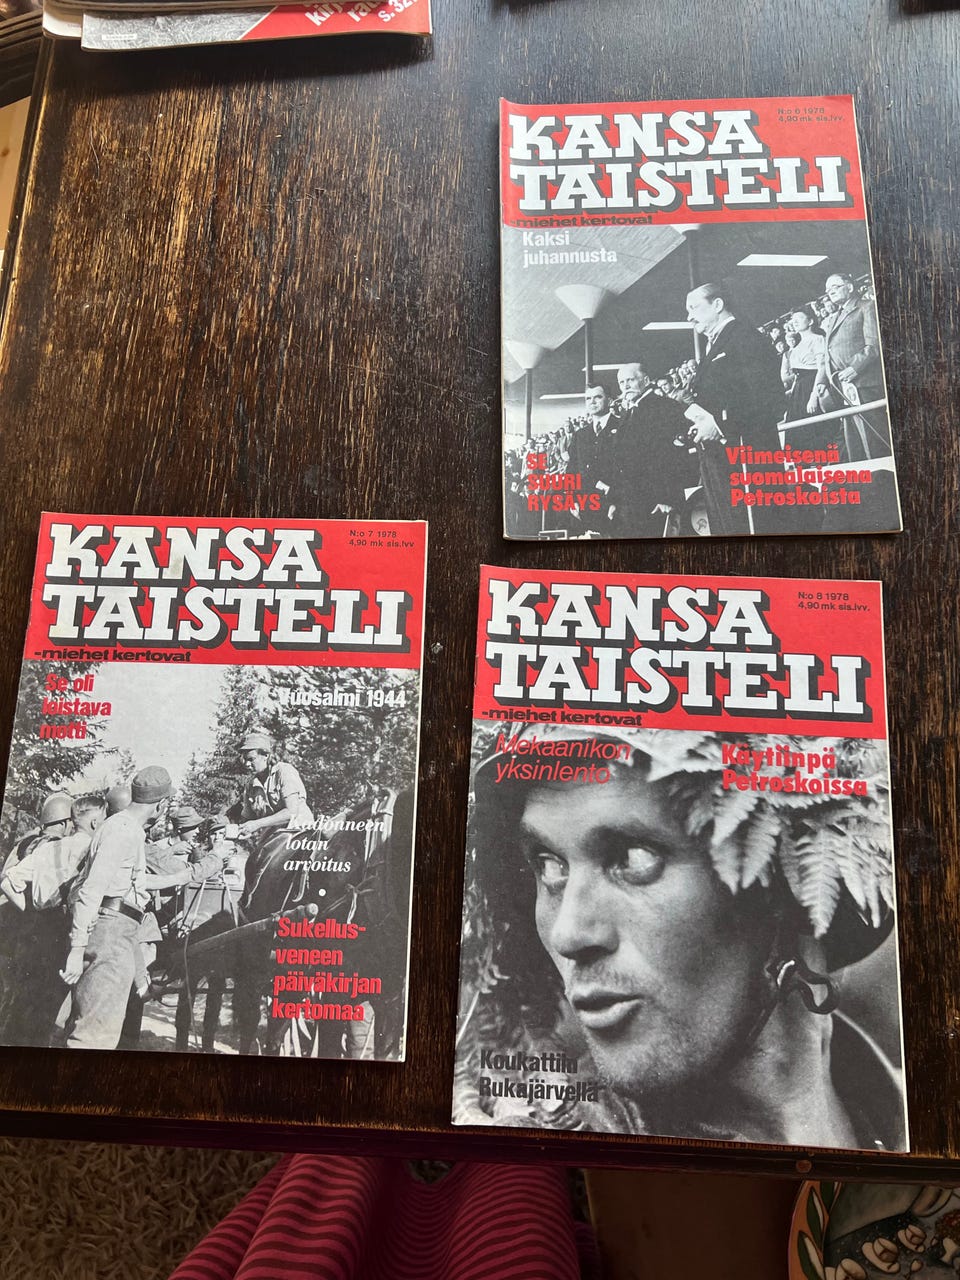 s. 32
N:o 6 1978
4,90 mk sis.lvv.
KANSA
TAISTELI
-miehet kertovat
Kaksi
juhannusta
SE
SUURI
RYSÄYS
Viimeisenä
suomalaisena
Petroskoista
N:o 7 1978
4,90 mk sis.lvv
KANSA
TAISTELI
-miehet kertovat
Se oli
loistava
motti
Vuosalmi 1944
Kadonneen
lotan
arvoitus
Sukellus-
veneen
päiväkirjan
kertomaa
N:o 8 1978
4,90 mk sis.lvv.
KANSA
TAISTELI
-miehet kertovat
Mekaanikon
yksinlento
Käytiinpä
Petroskoissa
Koukattiin
Rukajärvellä